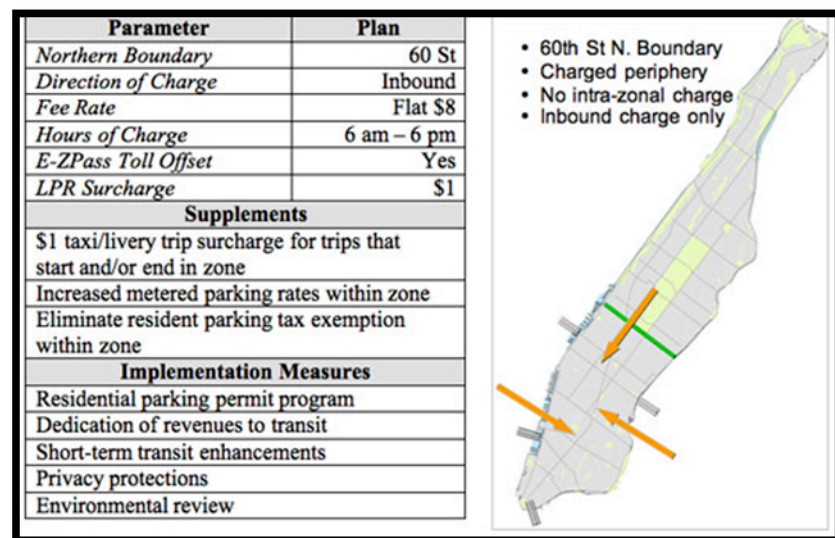 Parameter Plan
Northern Boundary 60 St
Direction of Charge Inbound
Fee Rate Flat $8
Hours of Charge 6 am – 6 pm
E-ZPass Toll Offset Yes
LPR Surcharge $1
Supplements
$1 taxi/livery trip surcharge for trips that
start and/or end in zone
Increased metered parking rates within zone
Eliminate resident parking tax exemption
within zone
Implementation Measures
Residential parking permit program
Dedication of revenues to transit
Short-term transit enhancements
Privacy protections
Environmental review
• 60th St N. Boundary
• Charged periphery
• No intra-zonal charge
• Inbound charge only